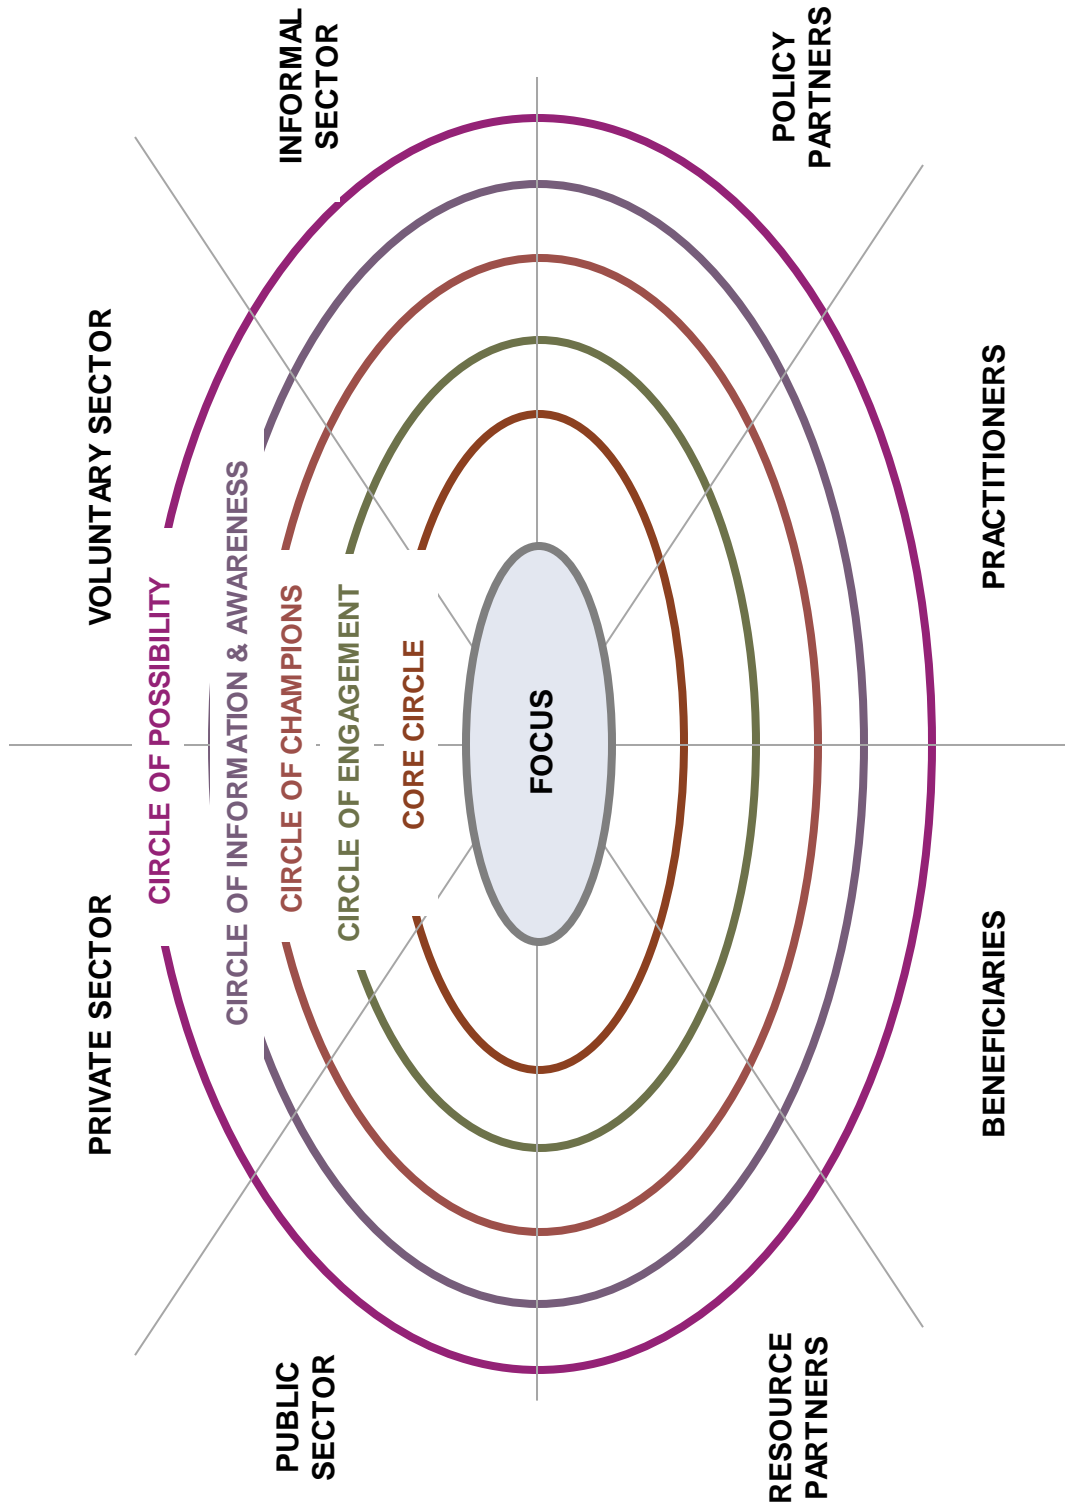 PRIVATE SECTOR
VOLUNTARY SECTOR
PUBLIC
SECTOR
INFORMAL
SECTOR
CIRCLE OF POSSIBILITY
CIRCLE OF INFORMATION & AWARENESS
CIRCLE OF CHAMPIONS
CIRCLE OF ENGAGEMENT
CORE CIRCLE
FOCUS
RESOURCE
PARTNERS
POLICY
PARTNERS
BENEFICIARIES
PRACTITIONERS